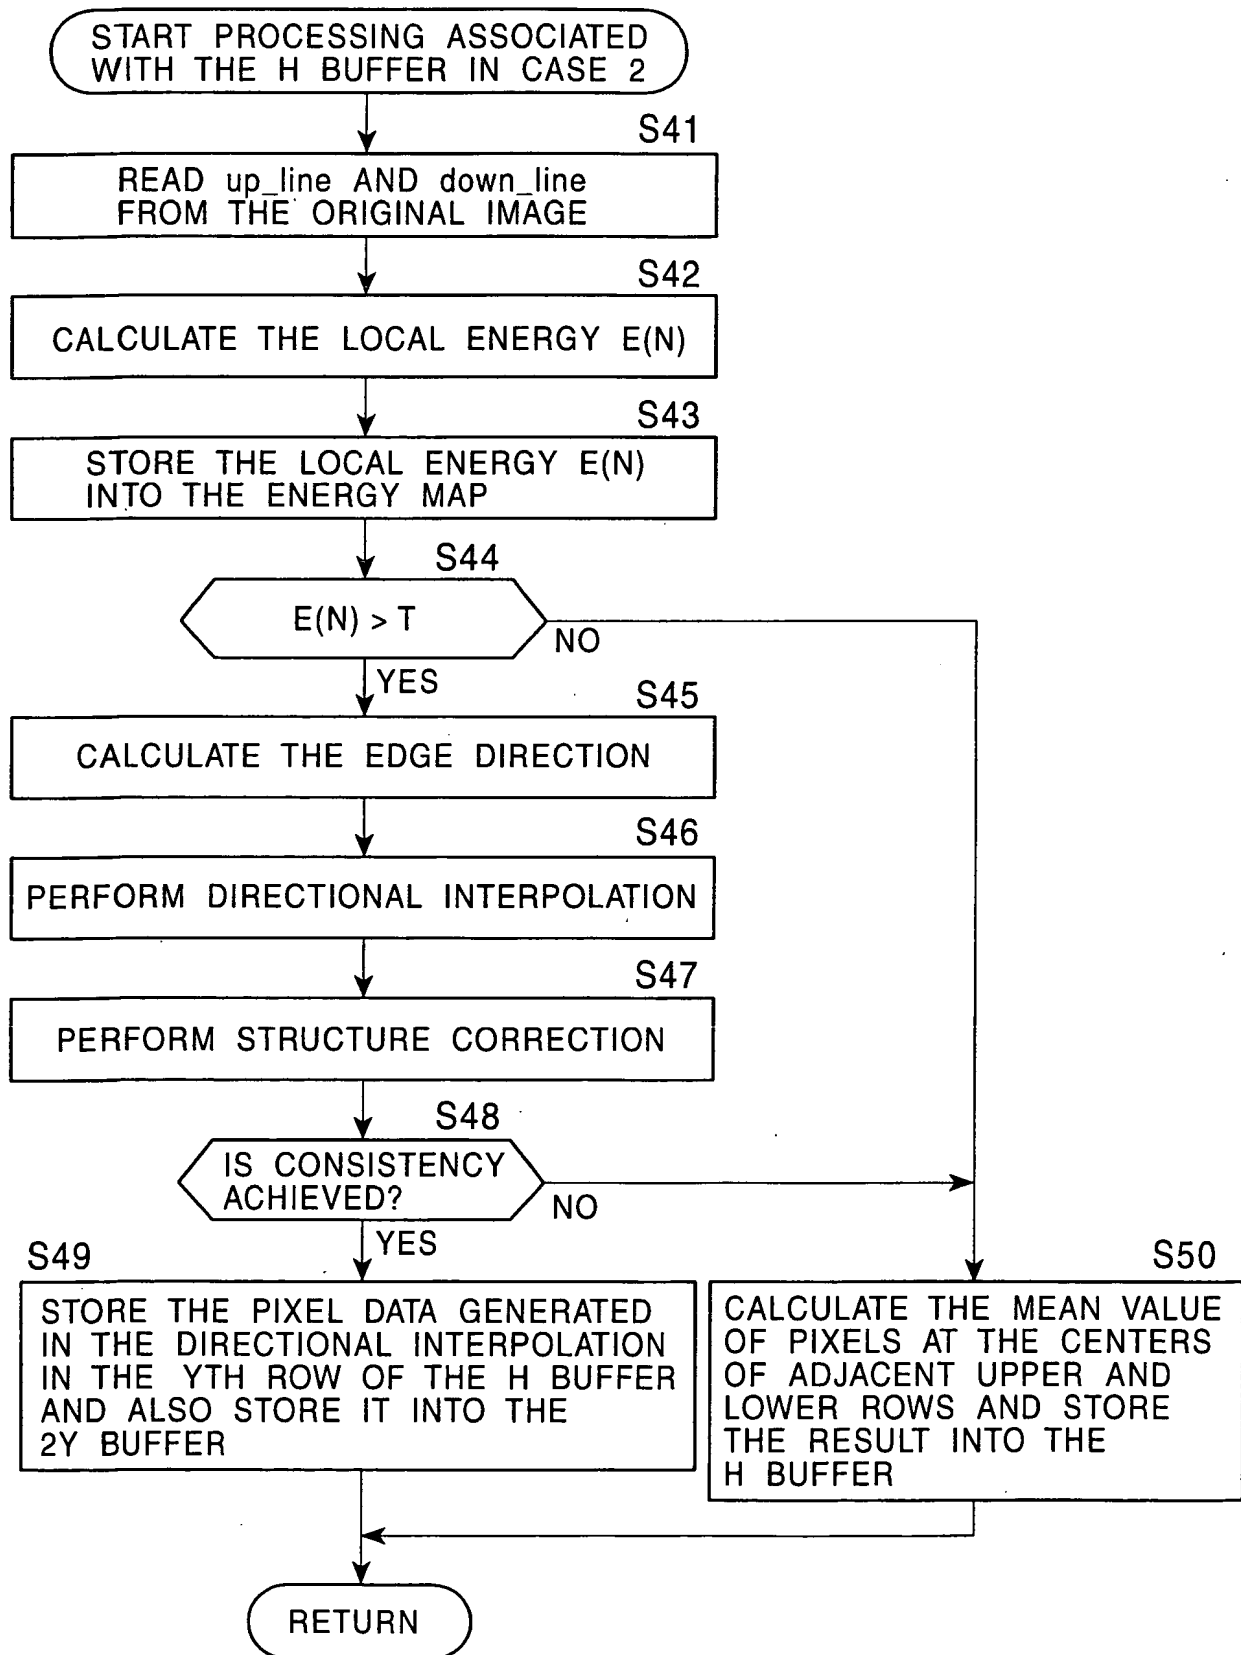 START PROCESSING ASSOCIATED
WITH THE H BUFFER IN CASE 2
S41
READ up_line AND down_line
FROM THE ORIGINAL IMAGE
S42
CALCULATE THE LOCAL ENERGY E(N)
S43
STORE THE LOCAL ENERGY E(N)
INTO THE ENERGY MAP
S44
E(N) > T
NO
YES
S45
CALCULATE THE EDGE DIRECTION
S46
PERFORM DIRECTIONAL INTERPOLATION
S47
PERFORM STRUCTURE CORRECTION
S48
IS CONSISTENCY
ACHIEVED?
NO
YES
S49
STORE THE PIXEL DATA GENERATED
IN THE DIRECTIONAL INTERPOLATION
IN THE YTH ROW OF THE H BUFFER
AND ALSO STORE IT INTO THE
2Y BUFFER
S50
CALCULATE THE MEAN VALUE
OF PIXELS AT THE CENTERS
OF ADJACENT UPPER AND
LOWER ROWS AND STORE
THE RESULT INTO THE
H BUFFER
RETURN